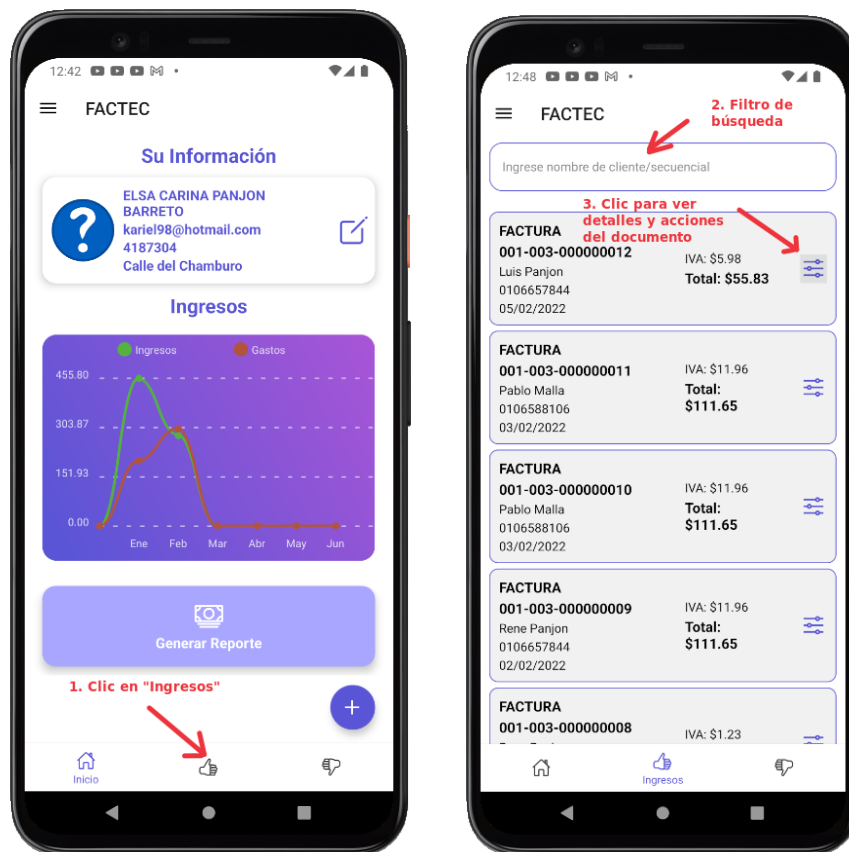 12:42
FACTEC
Su Información
ELSA CARINA PANJON
BARRETO
kariel98@hotmail.com
4187304
Calle del Chamburo
Ingresos
Ingresos
Gastos
455.80
303.87
151.93
0.00
Ene
Feb
Mar
Abr
May
Jun
Generar Reporte
1. Clic en "Ingresos"
+
Inicio
12:48
FACTEC
2. Filtro de
búsqueda
Ingrese nombre de cliente/secuencial
3. Clic para ver
detalles y acciones
del documento
FACTURA
001-003-000000012
Luis Panjon
0106657844
05/02/2022
IVA: $5.98
Total: $55.83
FACTURA
001-003-000000011
Pablo Malla
0106588106
03/02/2022
IVA: $11.96
Total:
$111.65
FACTURA
001-003-000000010
Pablo Malla
0106588106
03/02/2022
IVA: $11.96
Total:
$111.65
FACTURA
001-003-000000009
Rene Panjon
0106657844
02/02/2022
IVA: $11.96
Total:
$111.65
FACTURA
001-003-000000008
IVA: $1.23
Ingresos